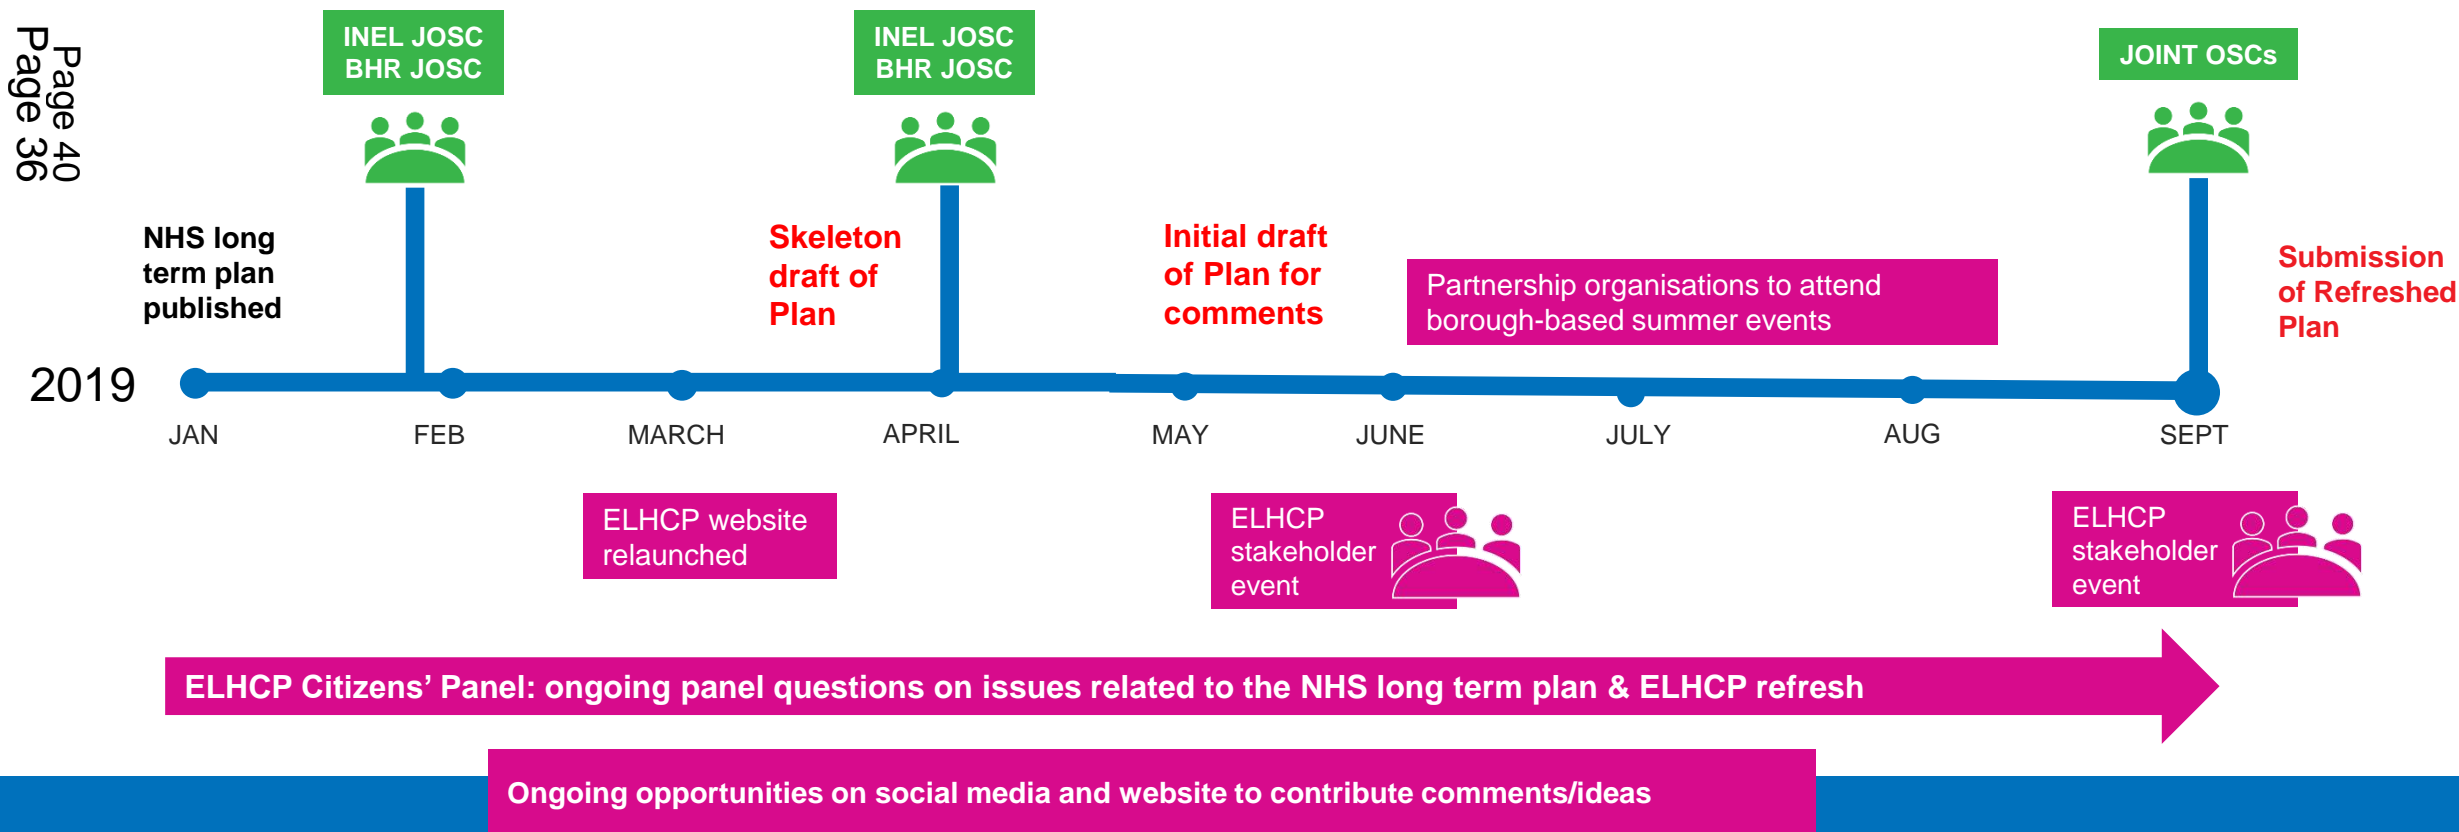 Page 40
Page 36
INEL JOSC
BHR JOSC
INEL JOSC
BHR JOSC
JOINT OSCs
NHS long
term plan
published
Skeleton
draft of
Plan
Initial draft
of Plan for
comments
Partnership organisations to attend
borough-based summer events
Submission
of Refreshed
Plan
2019
JAN
FEB
MARCH
APRIL
MAY
JUNE
JULY
AUG
SEPT
ELHCP website
relaunched
ELHCP
stakeholder
event
ELHCP
stakeholder
event
ELHCP Citizens’ Panel: ongoing panel questions on issues related to the NHS long term plan & ELHCP refresh
Ongoing opportunities on social media and website to contribute comments/ideas